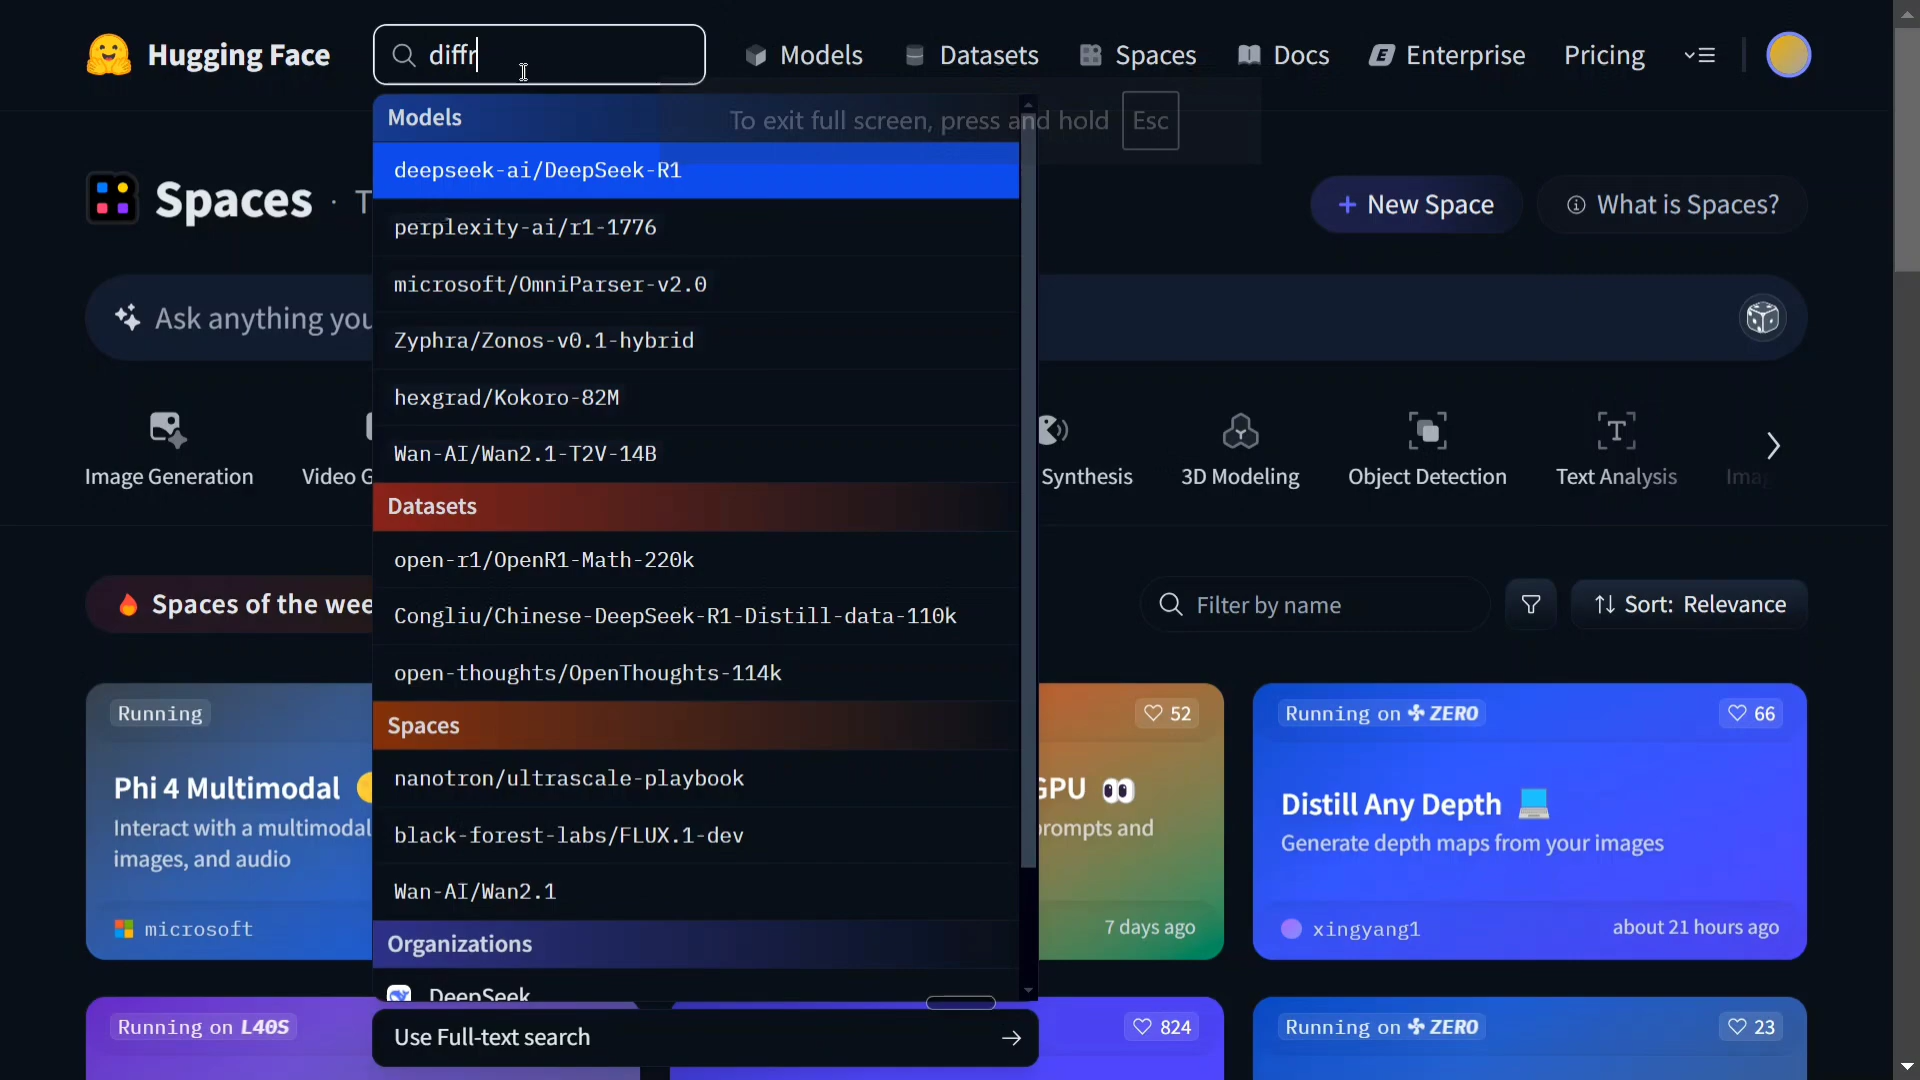 Hugging Face
diffr
Models
Datasets
Spaces
Docs
Enterprise
Pricing
To exit full screen, press and hold Esc
Models
deepseek-ai/DeepSeek-R1
perplexity-ai/r1-1776
microsoft/OmniParser-v2.0
Zyphra/Zonos-v0.1-hybrid
hexgrad/Kokoro-82M
Wan-AI/Wan2.1-T2V-14B
Datasets
open-r1/OpenR1-Math-220k
Congliu/Chinese-DeepSeek-R1-Distill-data-110k
open-thoughts/OpenThoughts-114k
Spaces
nanotron/ultrascale-playbook
black-forest-labs/FLUX.1-dev
Wan-AI/Wan2.1
Organizations
DeepSeek
Use Full-text search
Spaces ·
+ New Space
What is Spaces?
Ask anything you
Image Generation
Video
Synthesis
3D Modeling
Object Detection
Text Analysis
Spaces of the
Filter by name
Sort: Relevance
Running
Phi 4 Multimodal
Interact with a multimodal
images, and audio
microsoft
52
GPU
prompts and
7 days ago
Running on ZERO
66
Distill Any Depth
Generate depth maps from your images
xingyang1
about 21 hours ago
Running on L40S
824
Running on ZERO
23